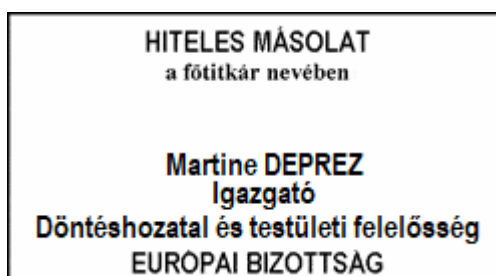 HITELES MÁSOLAT
a főtitkár nevében
Martine DEPREZ
Igazgató
Döntéshozatal és testületi felelősség
EURÓPAI BIZOTTSÁG